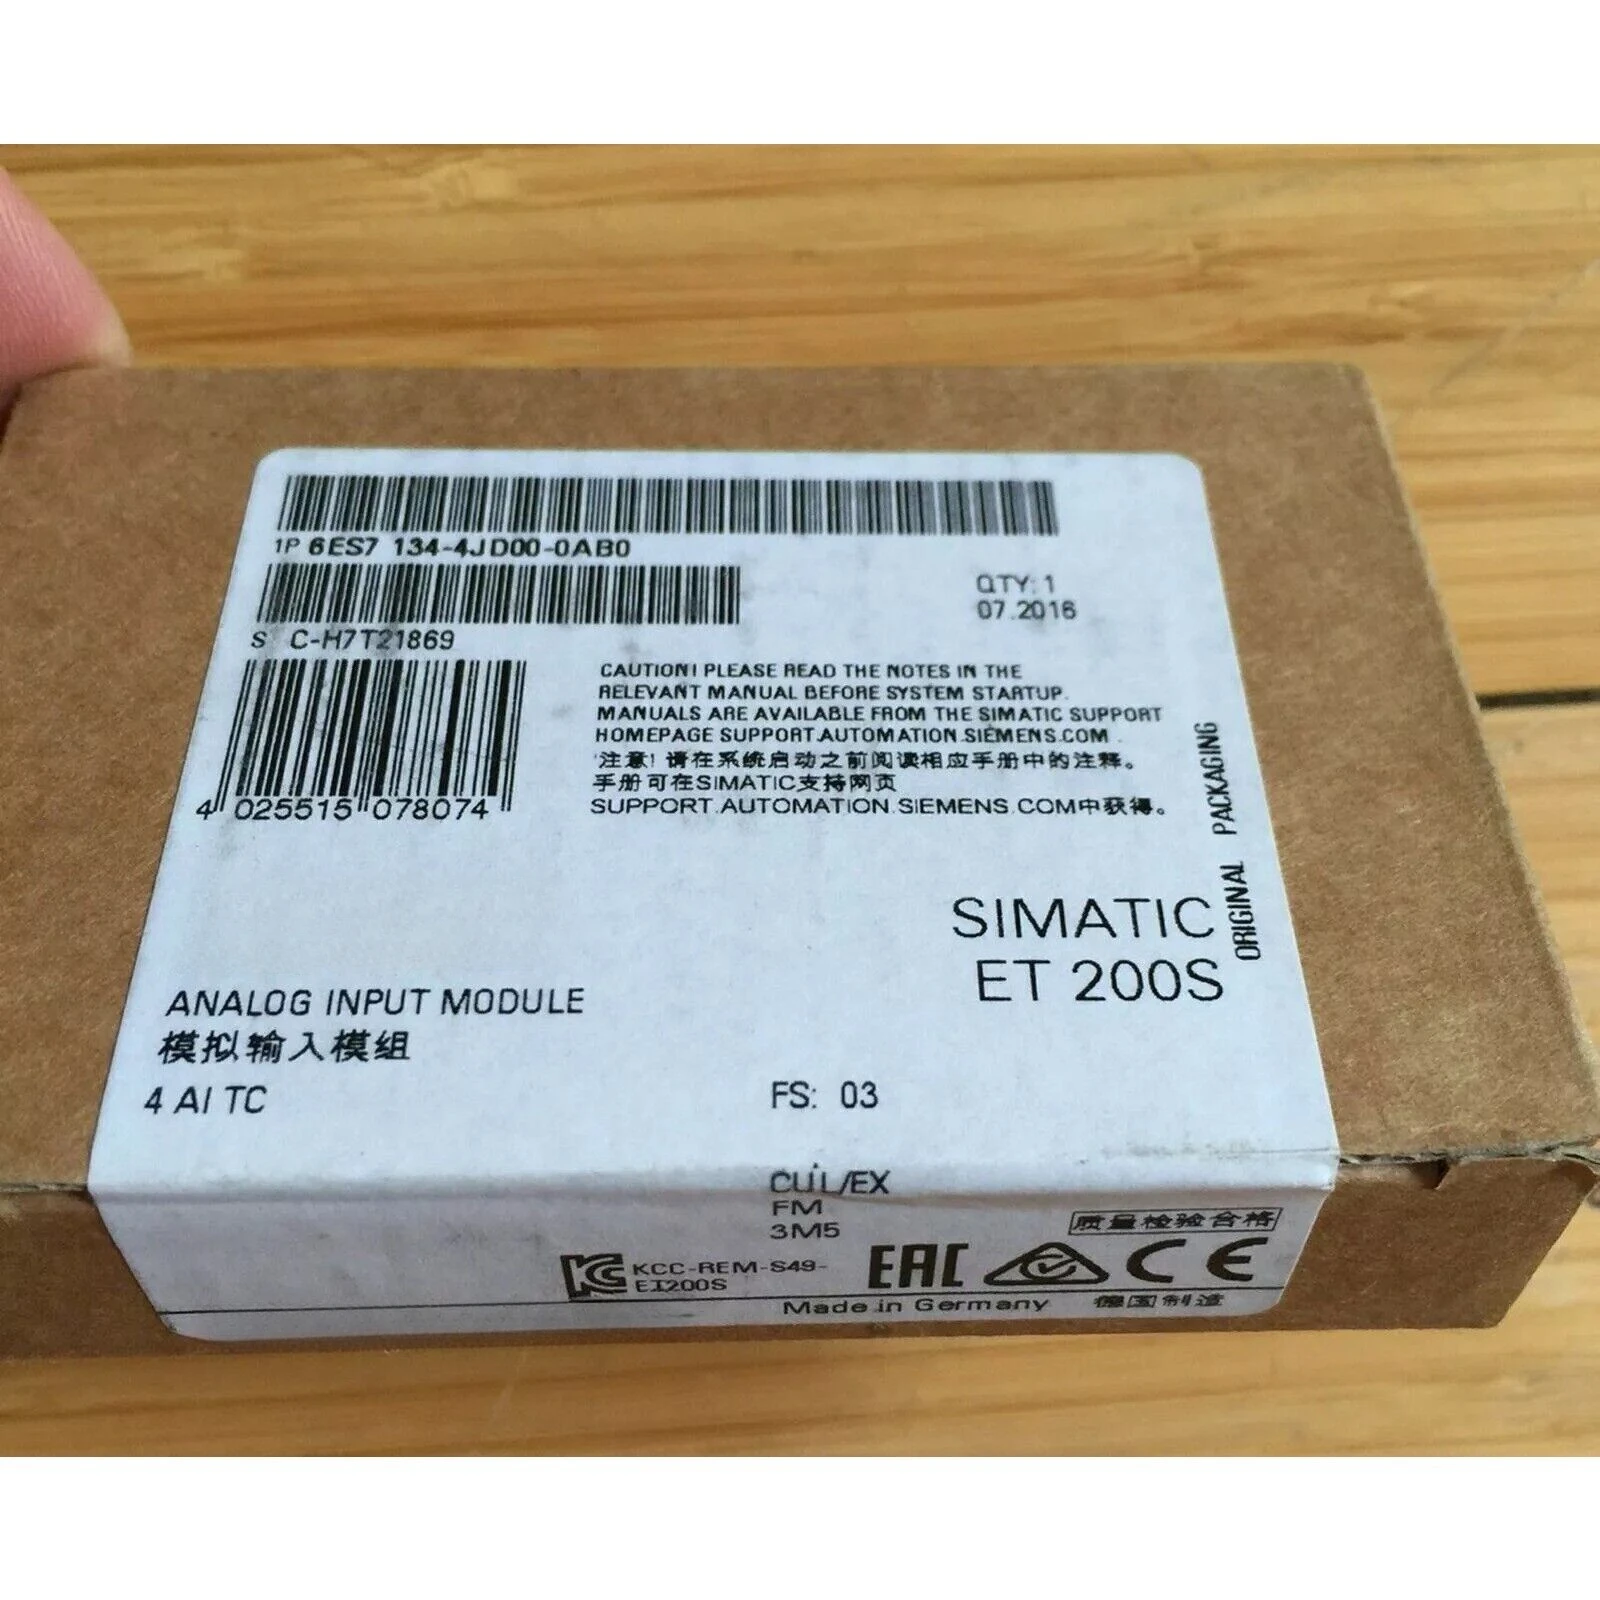 1P 6ES7 134-4JD00-0AB0
QTY: 1
07.2016
S C-H7T21869
CAUTION! PLEASE READ THE NOTES IN THE
RELEVANT MANUAL BEFORE SYSTEM STARTUP.
MANUALS ARE AVAILABLE FROM THE SIMATIC SUPPORT
HOMEPAGE SUPPORT.AUTOMATION.SIEMENS.COM.
注意! 请在系统启动之前阅读相应手册中的注释。
手册可在SIMATIC支持网页
SUPPORT.AUTOMATION.SIEMENS.COM中获得。
4 025515 078074
ORIGINAL PACKAGING
SIMATIC
ET 200S
ANALOG INPUT MODULE
模拟输入模组
4 AI TC
FS: 03
CULUL/EX
FM
3M5
质量检验合格
KC KCC-REM-S49-
ET200S
EAC CE
Made in Germany 德国制造